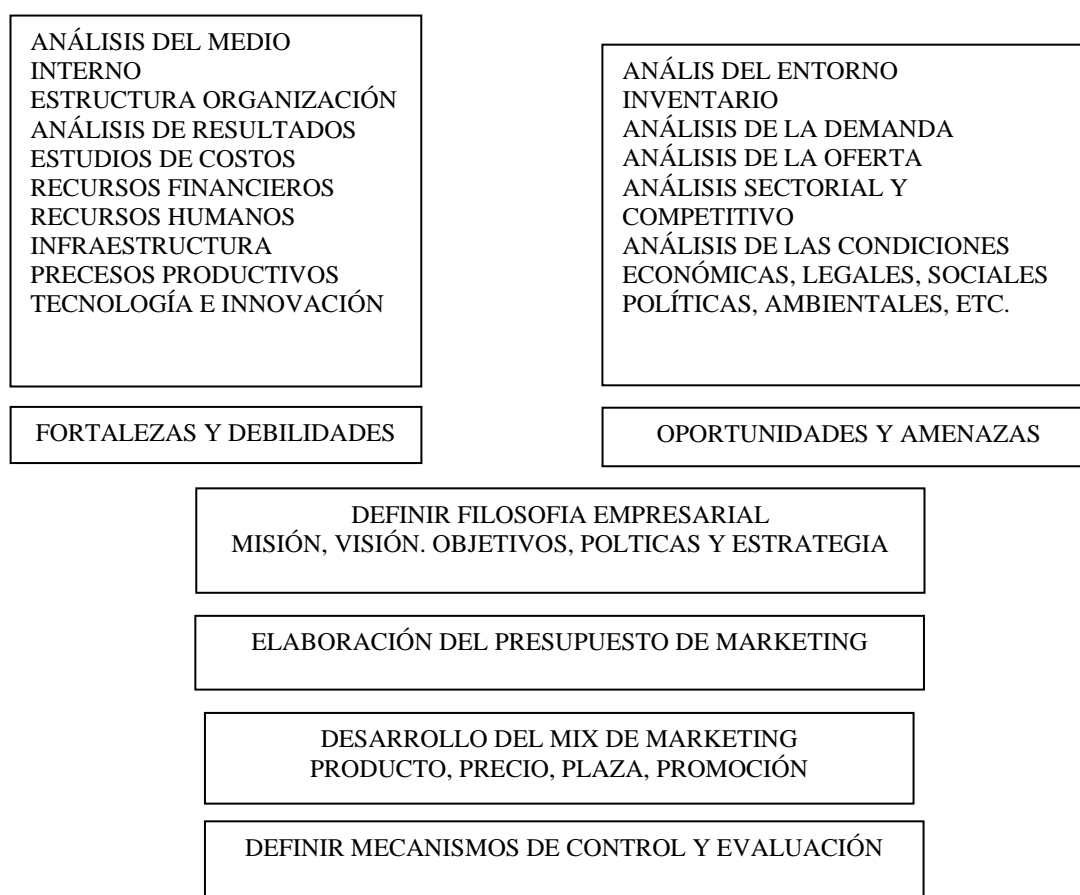 ANÁLISIS DEL MEDIO
INTERNO
ESTRUCTURA ORGANIZACIÓN
ANÁLISIS DE RESULTADOS
ESTUDIOS DE COSTOS
RECURSOS FINANCIEROS
RECURSOS HUMANOS
INFRAESTRUCTURA
PRECESOS PRODUCTIVOS
TECNOLOGÍA E INNOVACIÓN
ANÁLIS DEL ENTORNO
INVENTARIO
ANÁLISIS DE LA DEMANDA
ANÁLISIS DE LA OFERTA
ANÁLISIS SECTORIAL Y
COMPETITIVO
ANÁLISIS DE LAS CONDICIONES
ECONÓMICAS, LEGALES, SOCIALES
POLÍTICAS, AMBIENTALES, ETC.
FORTALEZAS Y DEBILIDADES
OPORTUNIDADES Y AMENAZAS
DEFINIR FILOSOFIA EMPRESARIAL
MISIÓN, VISIÓN. OBJETIVOS, POLTICAS Y ESTRATEGIA
ELABORACIÓN DEL PRESUPUESTO DE MARKETING
DESARROLLO DEL MIX DE MARKETING
PRODUCTO, PRECIO, PLAZA, PROMOCIÓN
DEFINIR MECANISMOS DE CONTROL Y EVALUACIÓN